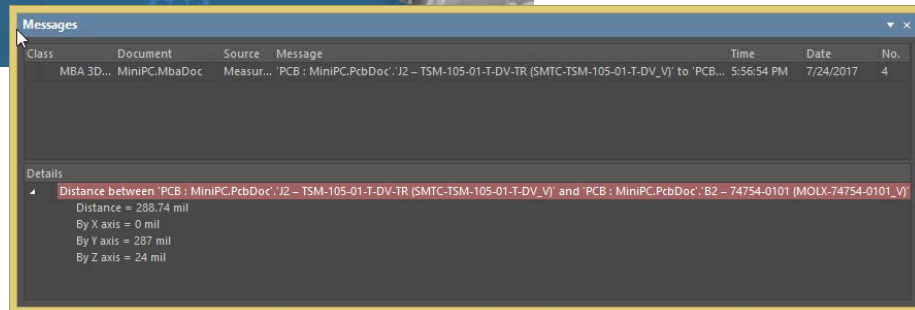 Messages
Class Document Source Message Time Date No.
MBA 3D... MiniPC.MbaDoc Measur... 'PCB : MiniPC.PcbDoc'.'J2 – TSM-105-01-T-DV-TR (SMTC-TSM-105-01-T-DV_V)' to 'PCB... 5:56:54 PM 7/24/2017 4
Details
Distance between 'PCB : MiniPC.PcbDoc'.'J2 – TSM-105-01-T-DV-TR (SMTC-TSM-105-01-T-DV_V)' and 'PCB : MiniPC.PcbDoc'.'B2 – 74754-0101 (MOLX-74754-0101_V)'
Distance = 288.74 mil
By X axis = 0 mil
By Y axis = 287 mil
By Z axis = 24 mil